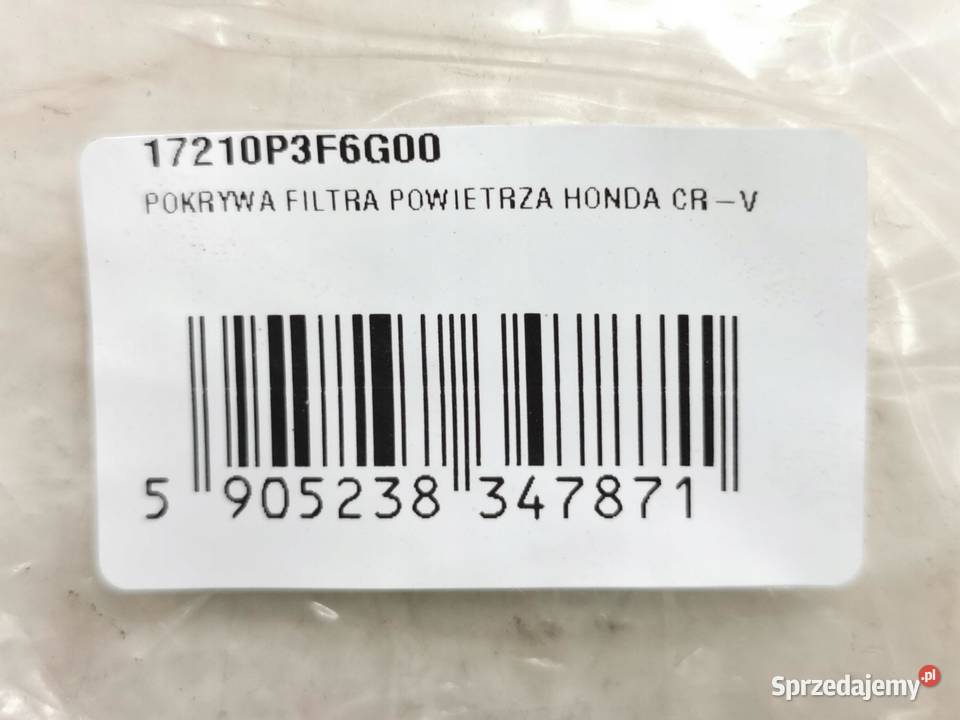 17210P3F6G00
POKRYWA FILTRA POWIETRZA HONDA CR-V
5 905238 347871
Sprzedajemy.pl